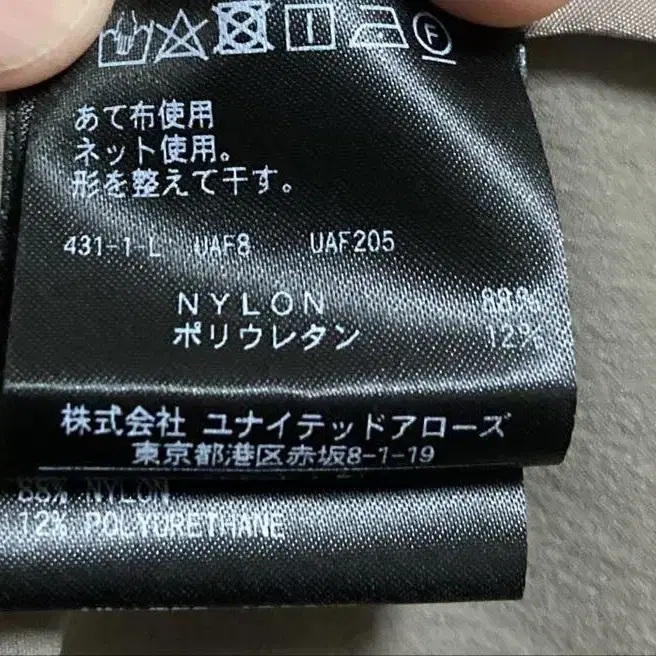 あて布使用
ネット使用。
形を整えて干す。
431-1 L UAF8 UAF205
NYLON 88%
ポリウレタン 12%
株式会社 ユナイテッドアローズ
東京都港区赤坂8-1-19
88% NYLON
12% POLYURETHANE